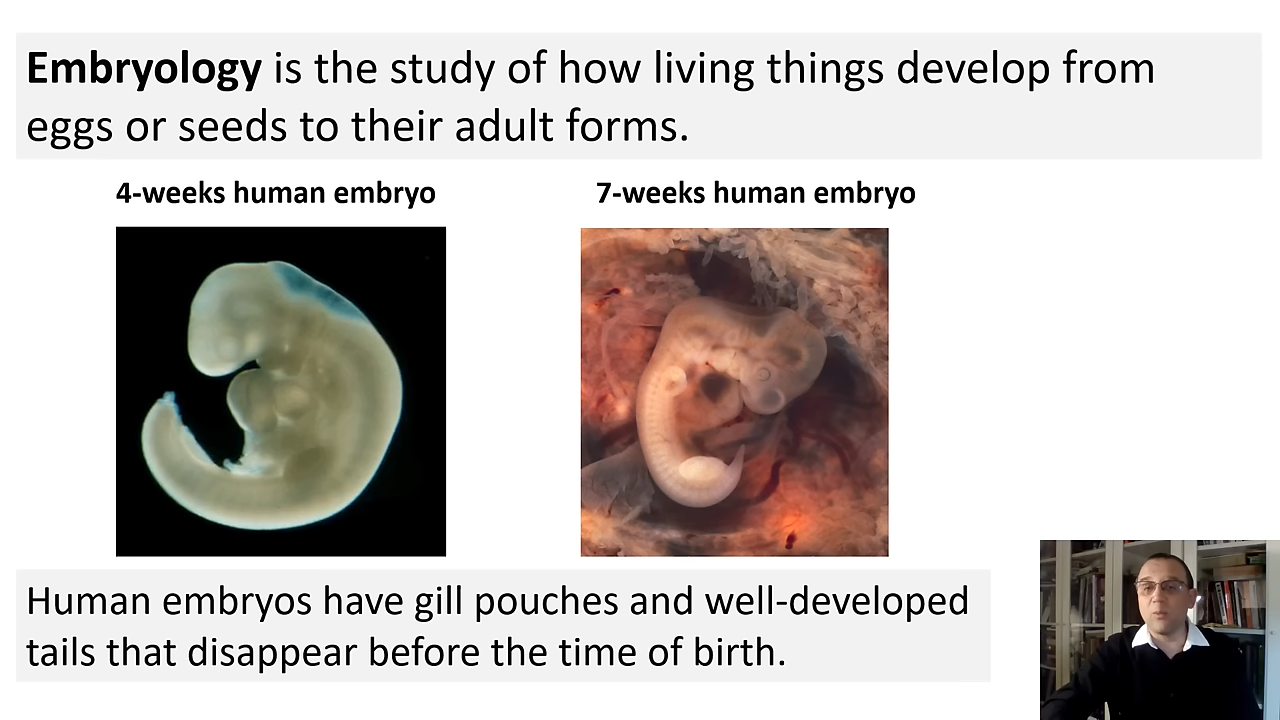 Embryology is the study of how living things develop from
eggs or seeds to their adult forms.
4-weeks human embryo
7-weeks human embryo
Human embryos have gill pouches and well-developed
tails that disappear before the time of birth.